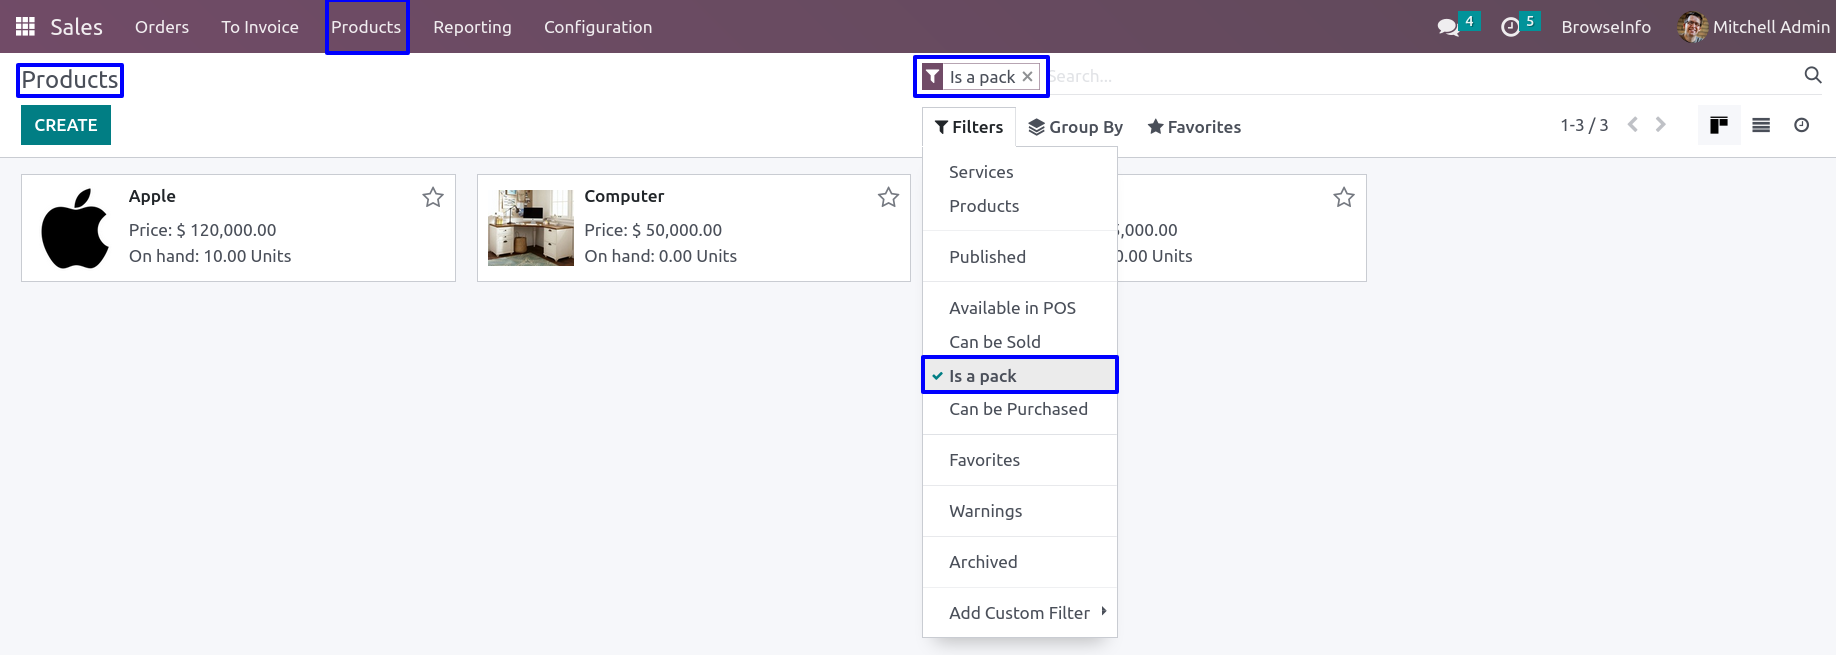 Sales Orders To Invoice Products Reporting Configuration 4 5 BrowseInfo Mitchell Admin
Products
Is a pack × Search...
CREATE
Filters Group By Favorites 1-3 / 3
Services
Products
Published
Available in POS
Can be Sold
Is a pack
Can be Purchased
Favorites
Warnings
Archived
Add Custom Filter
Apple
Price: $ 120,000.00
On hand: 10.00 Units
Computer
Price: $ 50,000.00
On hand: 0.00 Units
,000.00
0.00 Units